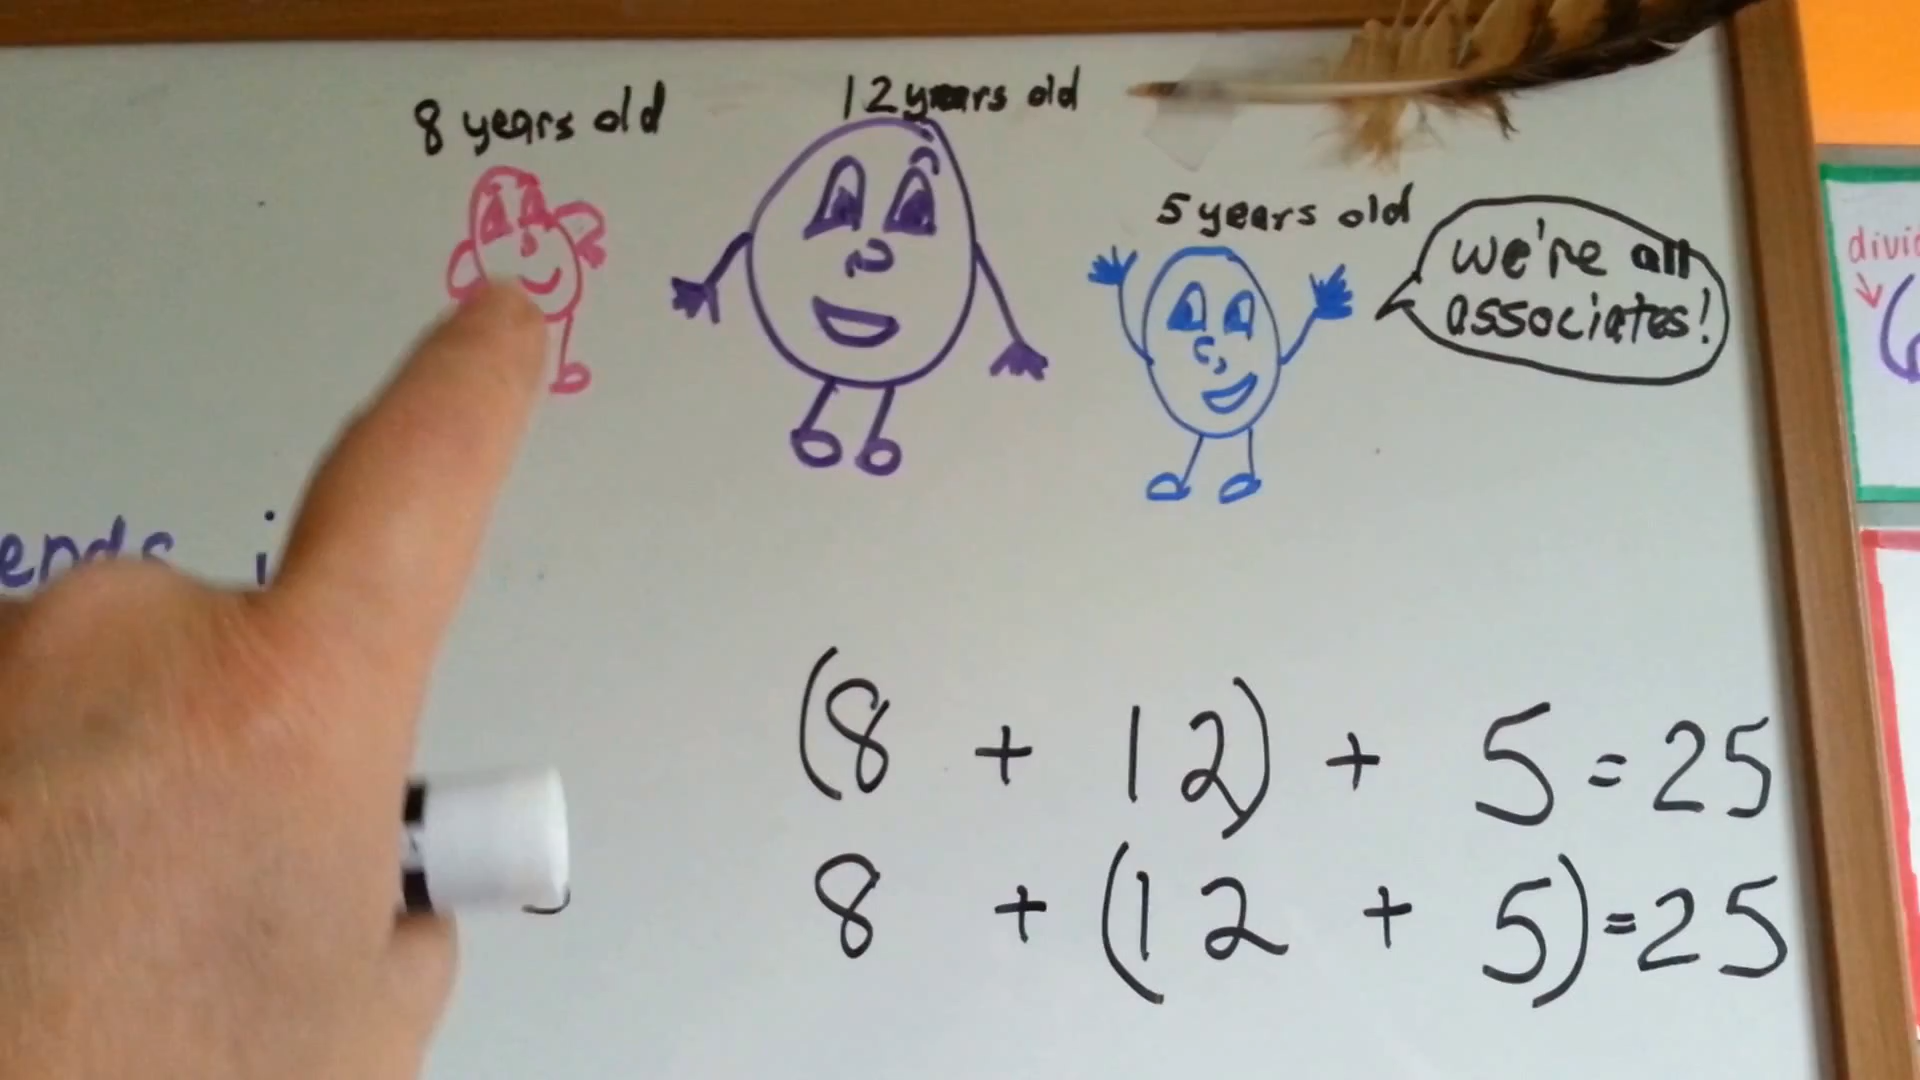 8 years old
12 years old
5 years old
we're all
associates!
ends i
(8 + 12) + 5 = 25
8 + (12 + 5) = 25